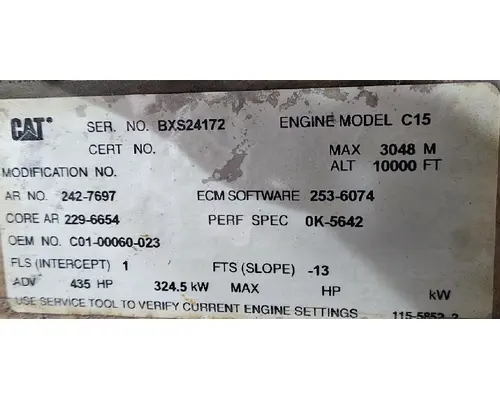 CAT SER. NO. BXS24172 ENGINE MODEL C15
CERT NO. MAX 3048 M
MODIFICATION NO. ALT 10000 FT
AR NO. 242-7697 ECM SOFTWARE 253-6074
CORE AR 229-6654 PERF SPEC 0K-5642
OEM NO. C01-00060-023
FLS (INTERCEPT) 1 FTS (SLOPE) -13
ADV 435 HP 324.5 kW MAX HP kW
USE SERVICE TOOL TO VERIFY CURRENT ENGINE SETTINGS 115-5852 2